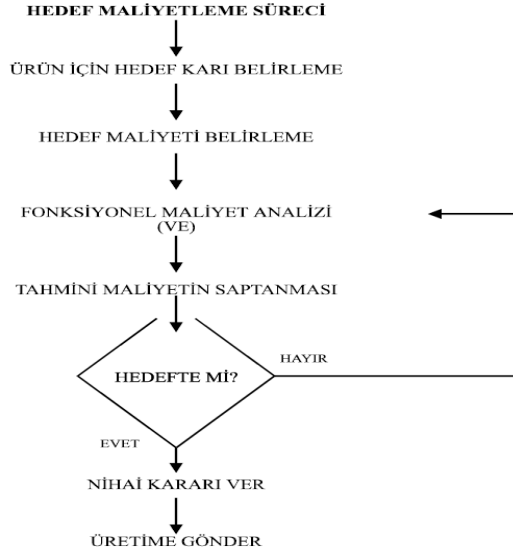 HEDEF MALİYETLEME SÜRECİ
ÜRÜN İÇİN HEDEF KARI BELİRLEME
HEDEF MALİYETİ BELİRLEME
FONKSİYONEL MALİYET ANALİZİ
(VE)
TAHMİNİ MALİYETİN SAPTANMASI
HAYIR
HEDEFTE Mİ?
EVET
NİHAİ KARARI VER
ÜRETİME GÖNDER